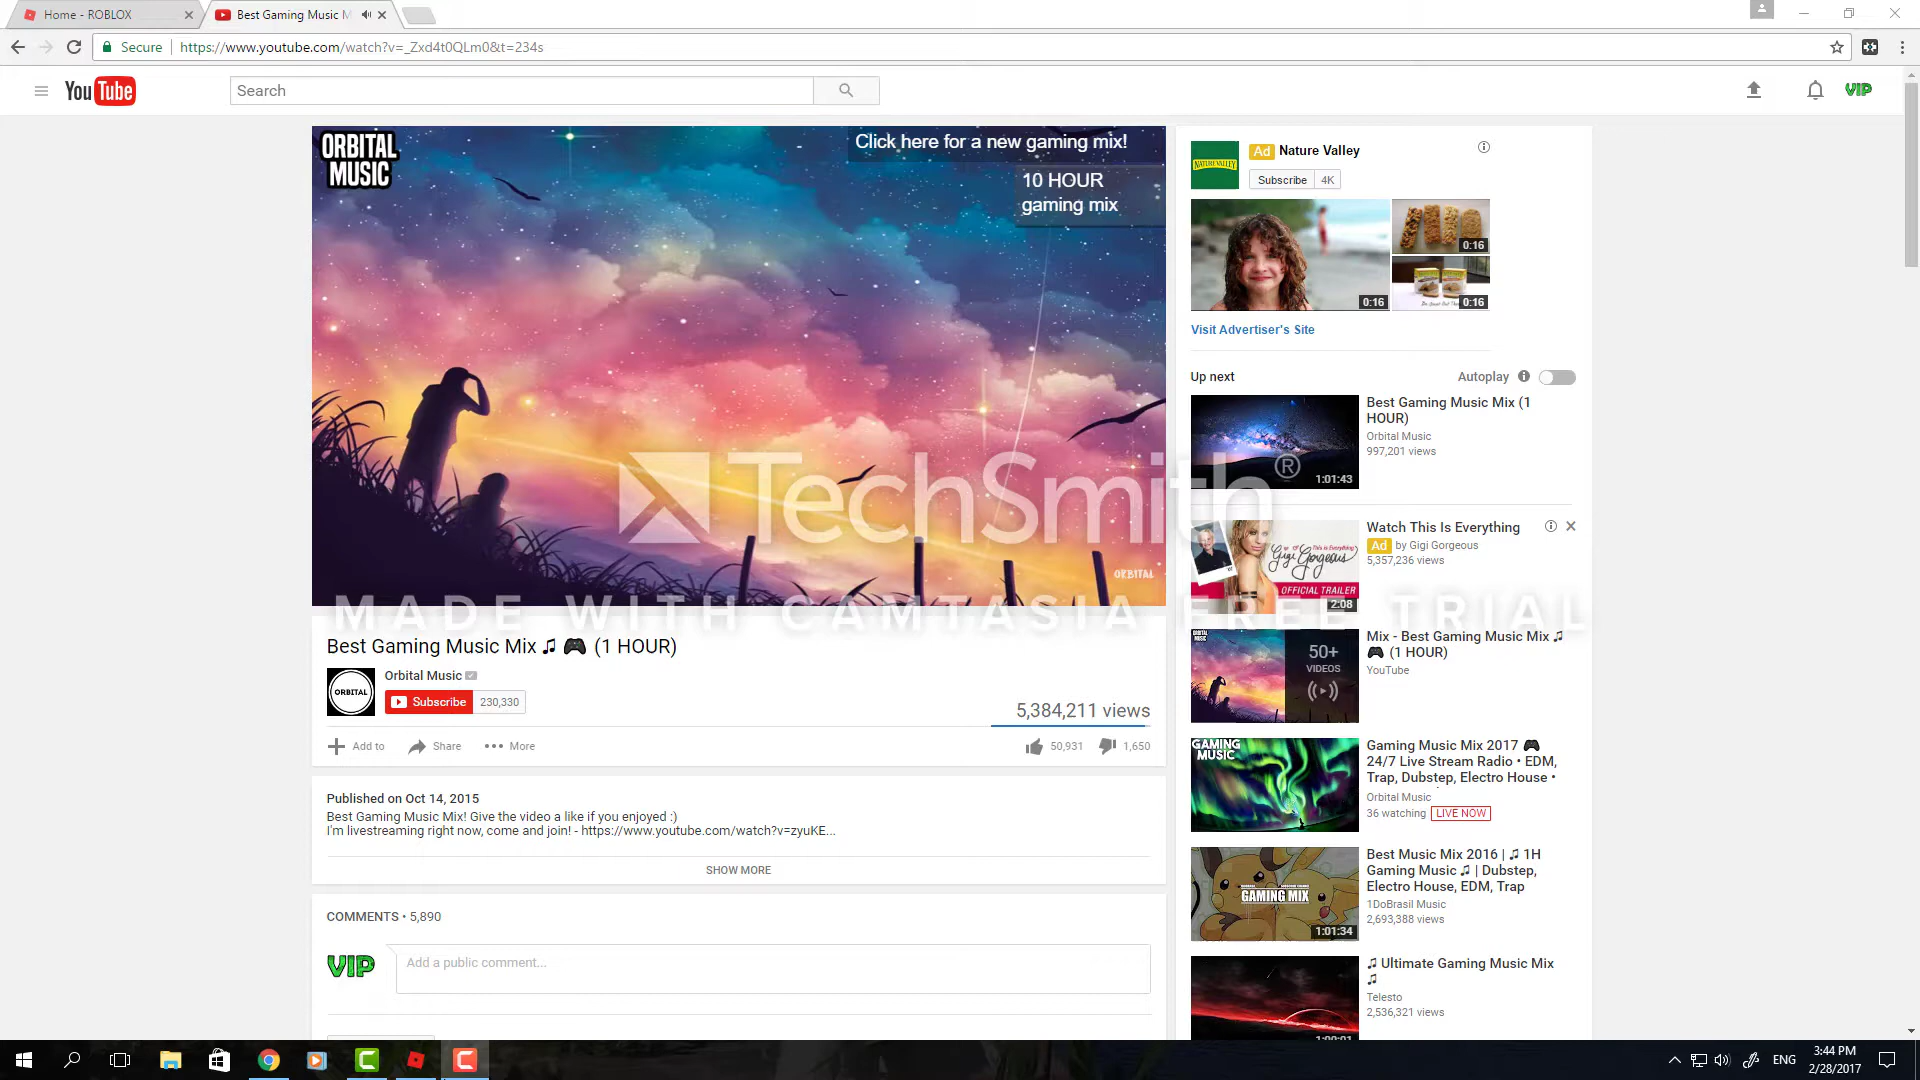 Home - ROBLOX
Best Gaming Music M
Secure
https://www.youtube.com/watch?v=_Zxd4t0QLm0&t=234s
YouTube
Search
VIP
ORBITAL
MUSIC
Click here for a new gaming mix!
10 HOUR
gaming mix
ORBITAL
TechSmith®
MADE WITH CAMTASIA FREE TRIAL
Best Gaming Music Mix ♫ 🎮 (1 HOUR)
ORBITAL
Orbital Music
Subscribe 230,330
5,384,211 views
Add to Share More
50,931 1,650
Published on Oct 14, 2015
Best Gaming Music Mix! Give the video a like if you enjoyed :)
I'm livestreaming right now, come and join! - https://www.youtube.com/watch?v=zyuKE...
SHOW MORE
COMMENTS • 5,890
VIP
Add a public comment...
NATURE VALLEY
Ad Nature Valley
Subscribe 4K
0:16
0:16
0:16
Visit Advertiser's Site
Up next
Autoplay
1:01:43
Best Gaming Music Mix (1
HOUR)
Orbital Music
997,201 views
This is Everything
Gigi Gorgeous
OFFICIAL TRAILER
2:08
Watch This Is Everything
Ad by Gigi Gorgeous
5,357,236 views
ORBITAL
MUSIC
50+
VIDEOS
Mix - Best Gaming Music Mix ♫
🎮 (1 HOUR)
YouTube
GAMING
MUSIC
Gaming Music Mix 2017 🎮
24/7 Live Stream Radio • EDM,
Trap, Dubstep, Electro House •
Orbital Music
36 watching LIVE NOW
GAMING MIX
1:01:34
Best Music Mix 2016 | ♫ 1H
Gaming Music ♫ | Dubstep,
Electro House, EDM, Trap
1DoBrasil Music
2,693,388 views
♫ Ultimate Gaming Music Mix
♫
Telesto
2,536,321 views
ENG
3:44 PM
2/28/2017